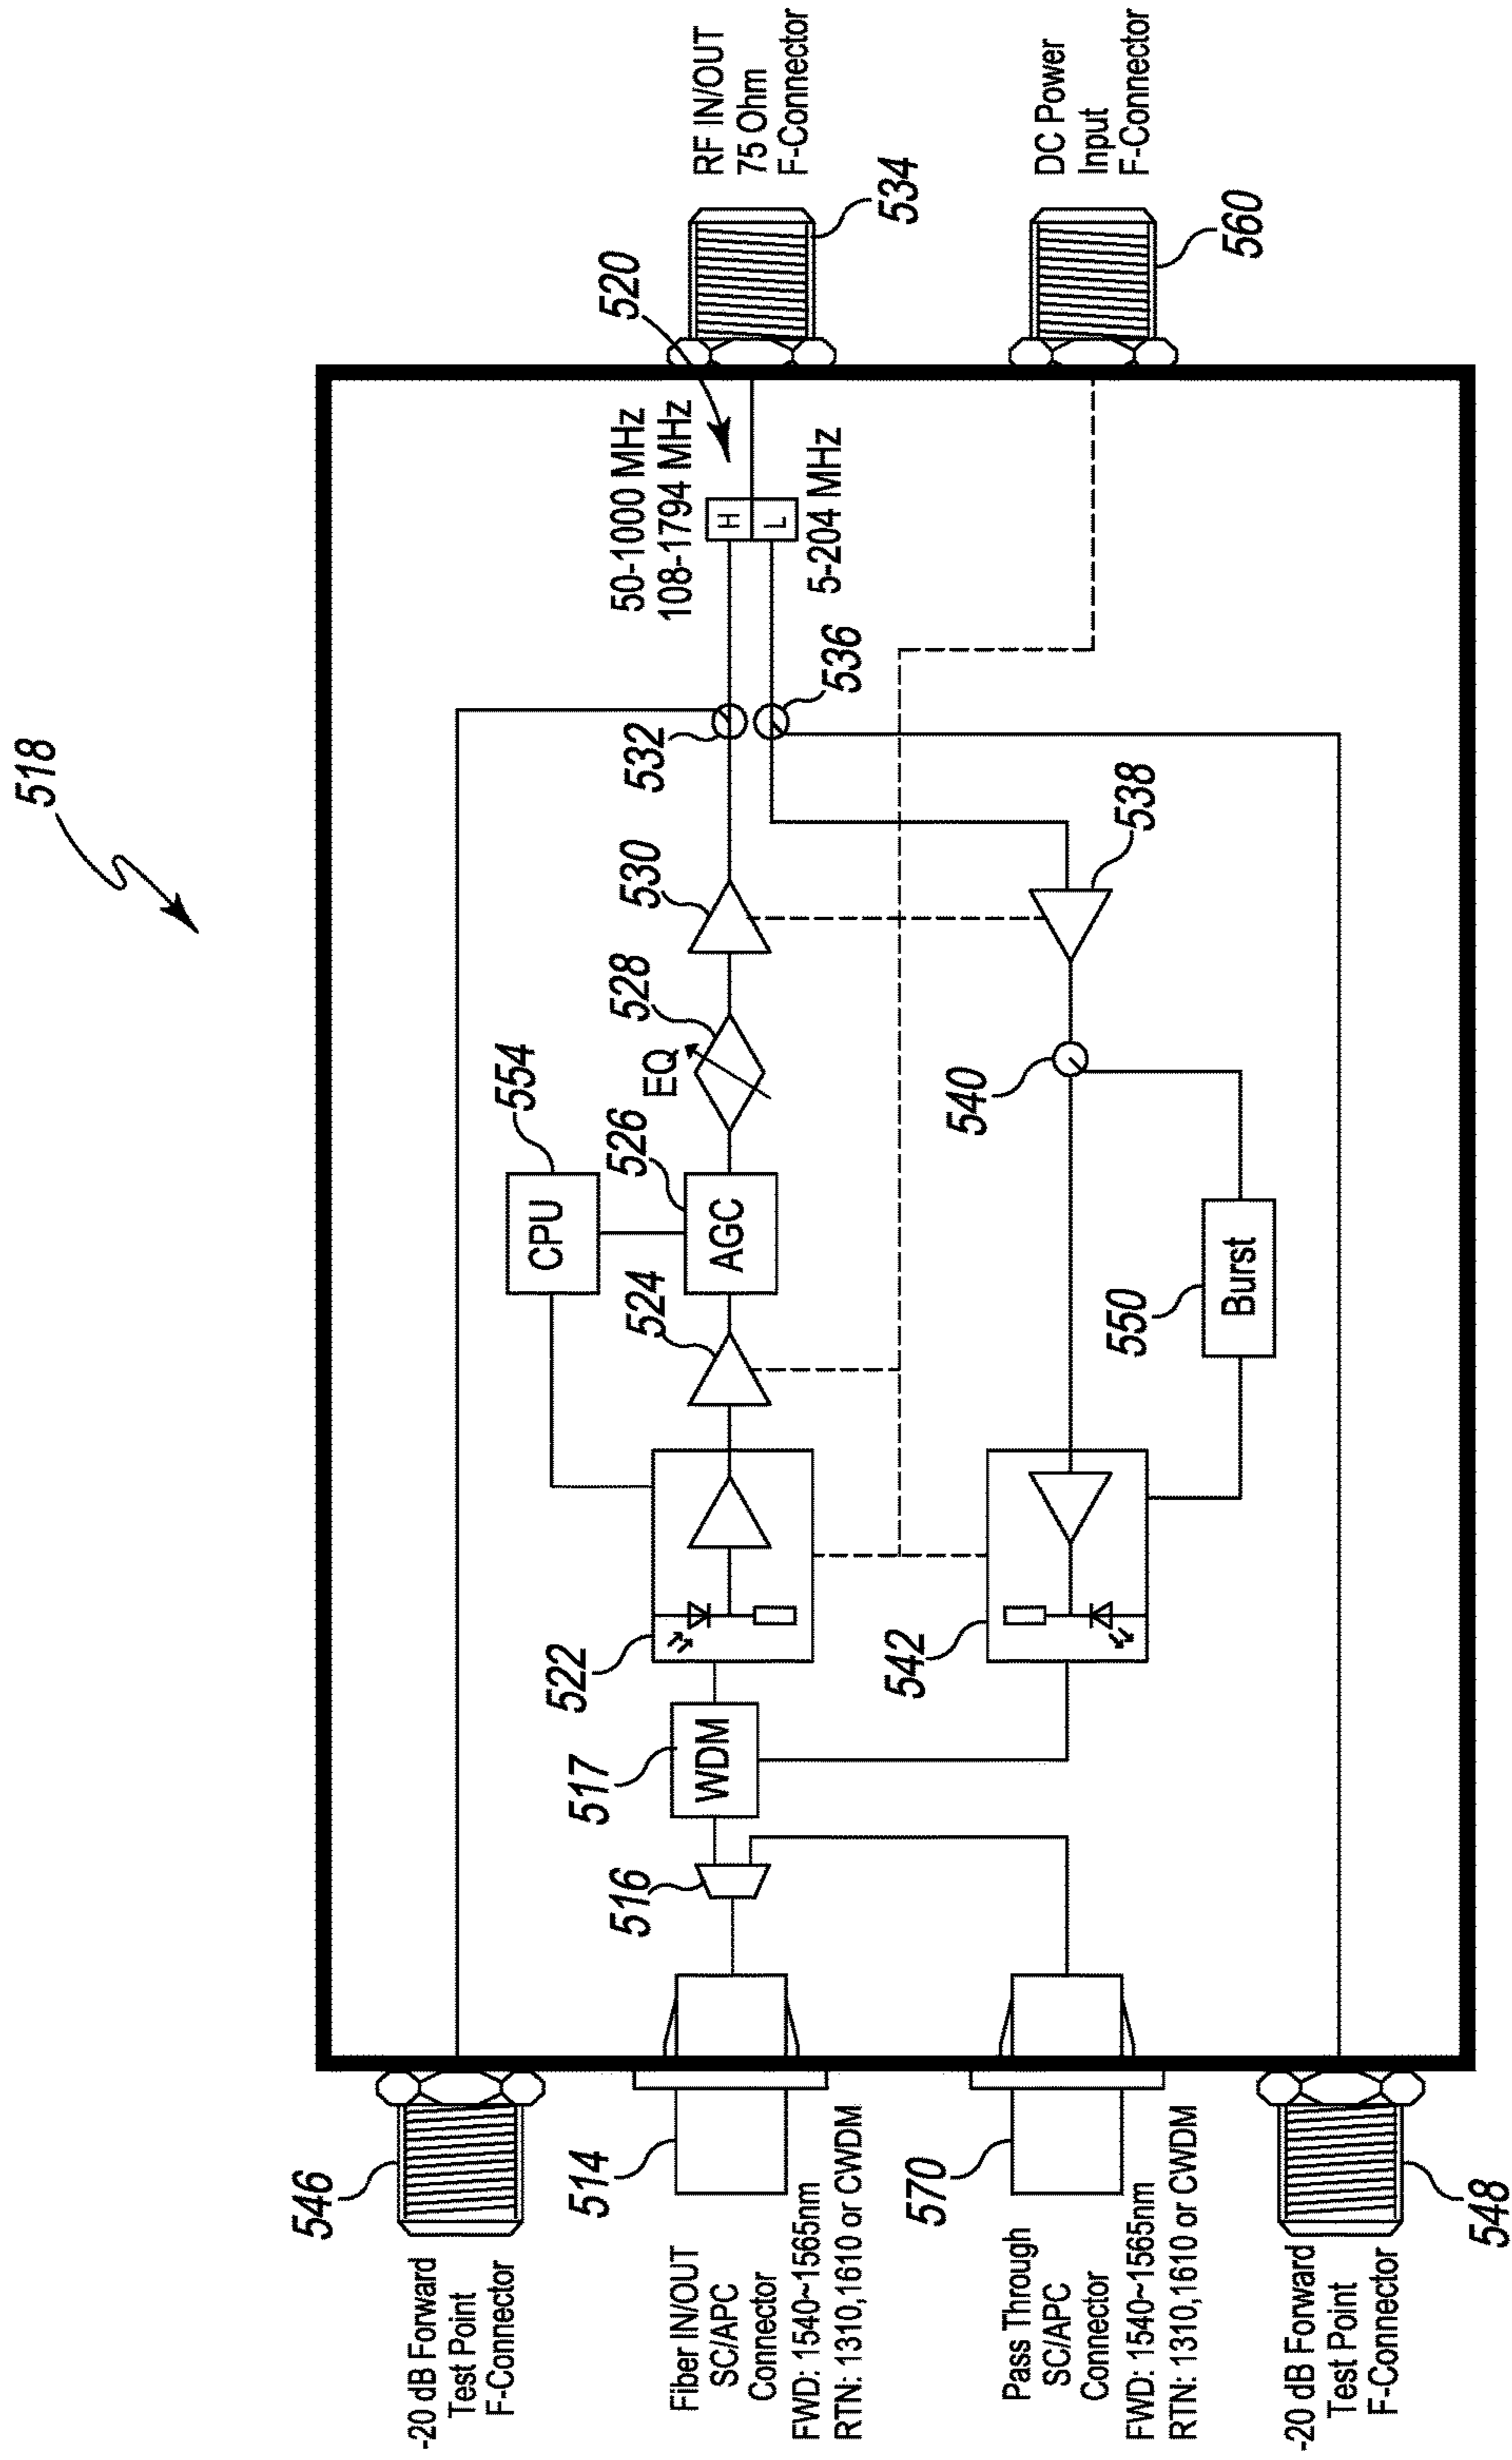 518
546
-20 dB Forward
Test Point
F-Connector
514
Fiber IN/OUT
SC/APC
Connector
FWD: 1540~1565nm
RTN: 1310,1610 or CWDM
570
Pass Through
SC/APC
Connector
FWD: 1540~1565nm
RTN: 1310,1610 or CWDM
548
-20 dB Forward
Test Point
F-Connector
516
517
WDM
522
542
524
CPU
554
AGC
526
EQ
528
530
532
536
538
540
Burst
550
50-1000 MHz
108-1794 MHz
H
L
5-204 MHz
520
RF IN/OUT
75 Ohm
F-Connector
534
DC Power
Input
F-Connector
560